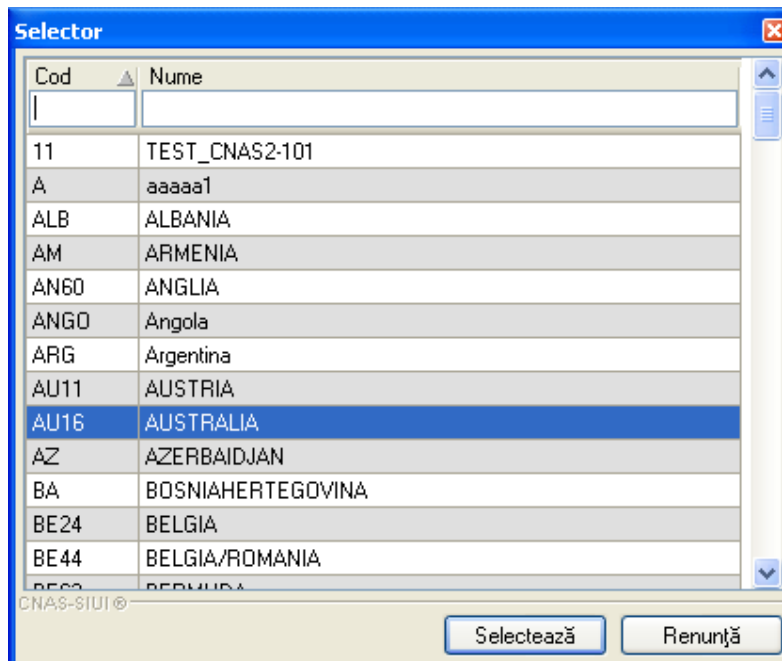 Selector
Cod Nume
11 TEST_CNAS2-101
A aaaaa1
ALB ALBANIA
AM ARMENIA
AN60 ANGLIA
ANGO Angola
ARG Argentina
AU11 AUSTRIA
AU16 AUSTRALIA
AZ AZERBAIDJAN
BA BOSNIAHERTEGOVINA
BE24 BELGIA
BE44 BELGIA/ROMANIA
BERMUDA
CNAS-SIUI®
Selectează Renunţă